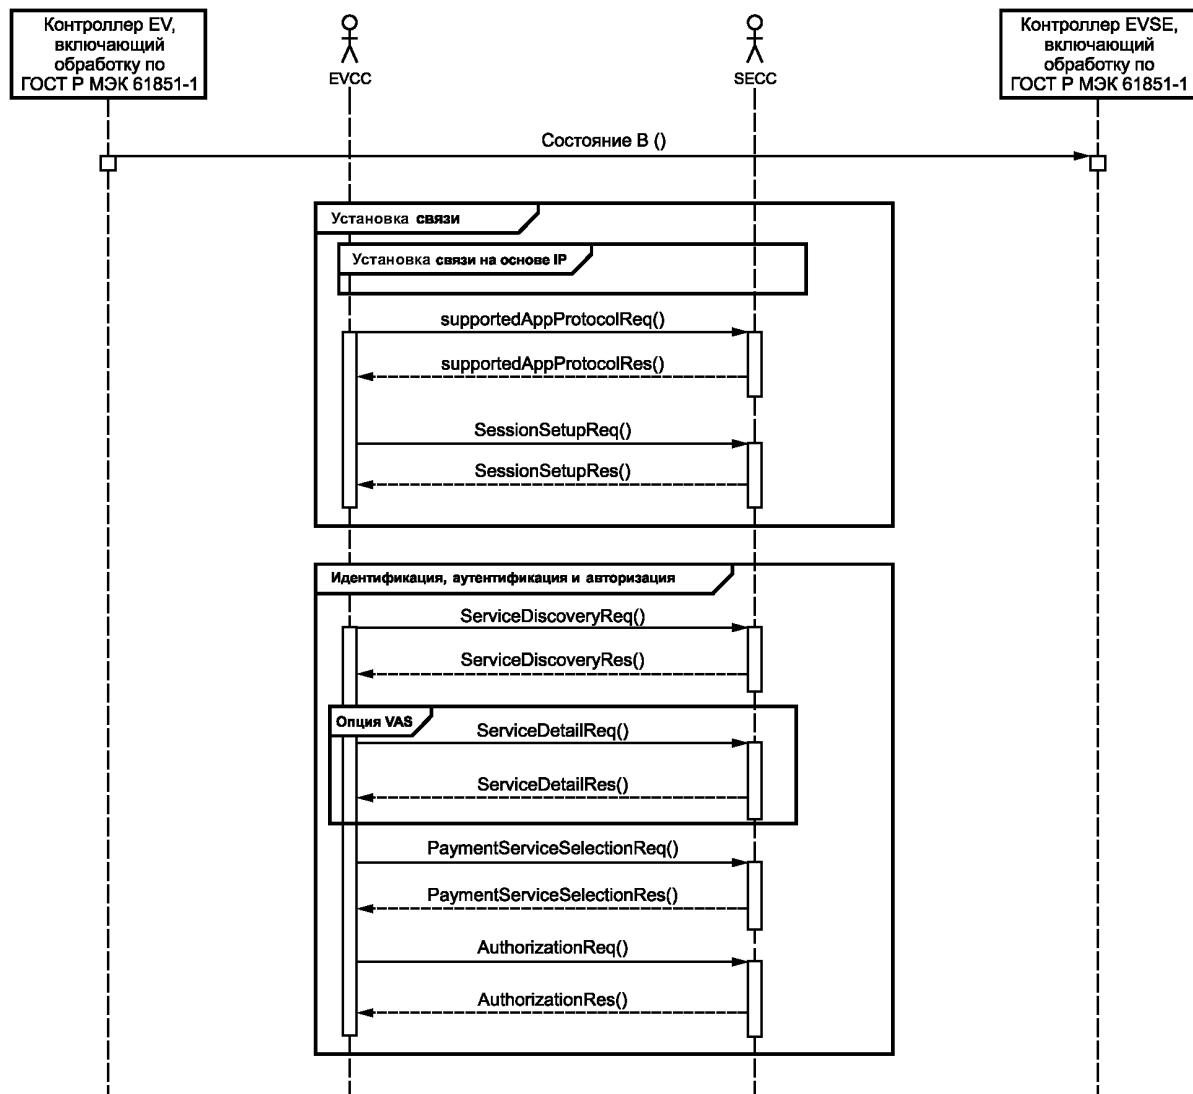 Контроллер EV,
включающий
обработку по
ГОСТ Р МЭК 61851-1
EVCC
SECC
Контроллер EVSE,
включающий
обработку по
ГОСТ Р МЭК 61851-1
Состояние В ()
Установка связи
Установка связи на основе IP
supportedAppProtocolReq()
supportedAppProtocolRes()
SessionSetupReq()
SessionSetupRes()
Идентификация, аутентификация и авторизация
ServiceDiscoveryReq()
ServiceDiscoveryRes()
Опция VAS
ServiceDetailReq()
ServiceDetailRes()
PaymentServiceSelectionReq()
PaymentServiceSelectionRes()
AuthorizationReq()
AuthorizationRes()